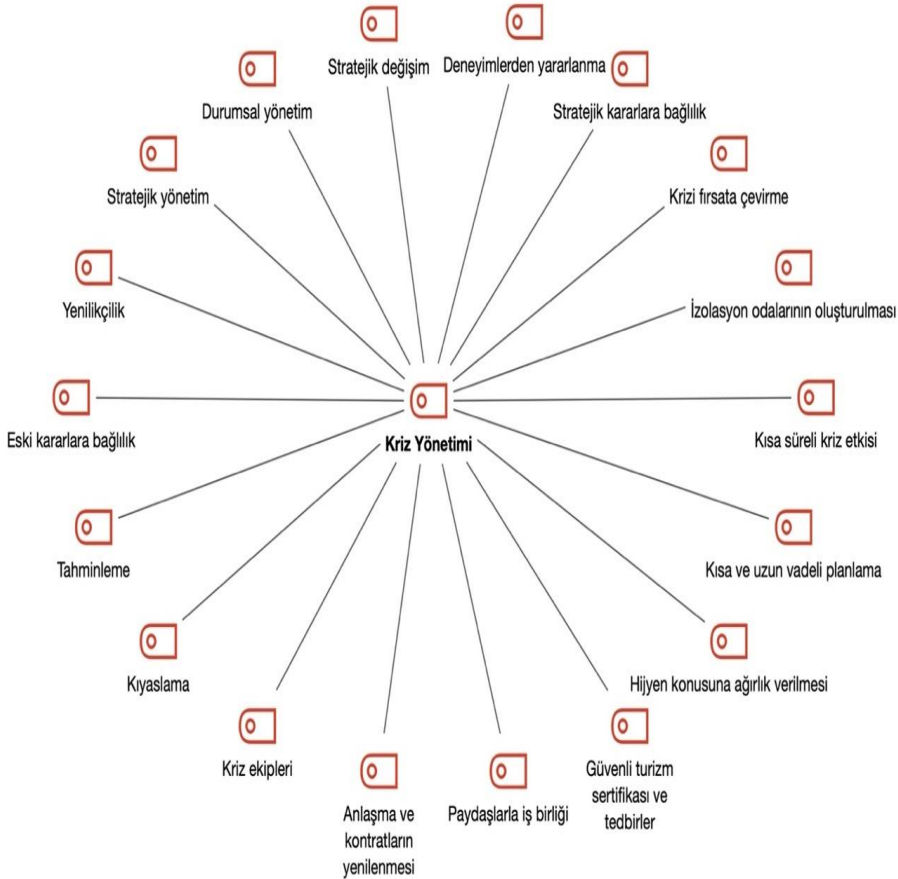 Stratejik değişim
Deneyimlerden yararlanma
Durumsal yönetim
Stratejik kararlara bağlılık
Stratejik yönetim
Krizi fırsata çevirme
Yenilikçilik
İzolasyon odalarının oluşturulması
Eski kararlara bağlılık
Kriz Yönetimi
Kısa süreli kriz etkisi
Tahminleme
Kısa ve uzun vadeli planlama
Kıyaslama
Hijyen konusuna ağırlık verilmesi
Kriz ekipleri
Güvenli turizm
sertifikası ve
tedbirler
Anlaşma ve
kontratların
yenilenmesi
Paydaşlarla iş birliği